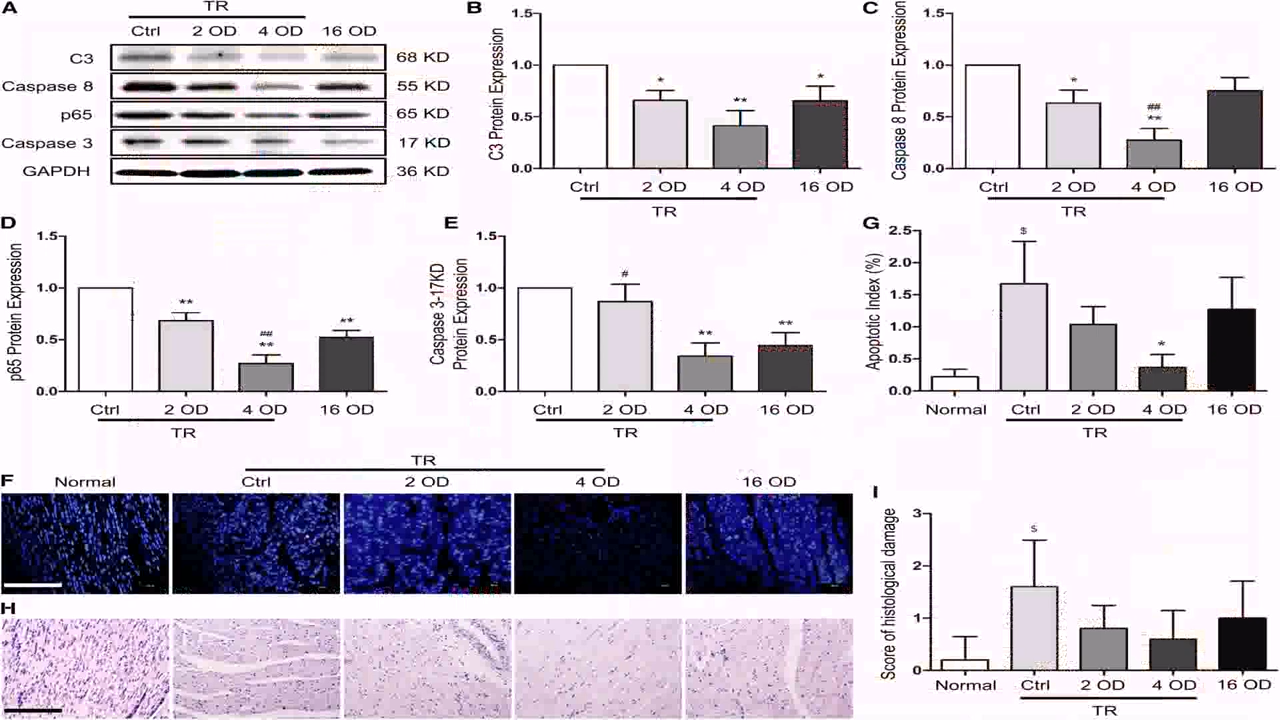 A
TR
Ctrl 2 OD 4 OD 16 OD
C3 68 KD
Caspase 8 55 KD
p65 65 KD
Caspase 3 17 KD
GAPDH 36 KD
B
C3 Protein Expression
1.5
1.0
0.5
0.0
*
**
*
Ctrl 2 OD 4 OD 16 OD
TR
C
Caspase 8 Protein Expression
1.5
1.0
0.5
0.0
*
##
**
Ctrl 2 OD 4 OD 16 OD
TR
D
p65 Protein Expression
1.5
1.0
0.5
0.0
**
##
**
**
Ctrl 2 OD 4 OD 16 OD
TR
E
Caspase 3-17KD
Protein Expression
1.5
1.0
0.5
0.0
#
**
**
Ctrl 2 OD 4 OD 16 OD
TR
G
Apoptotic Index (%)
2.5
2.0
1.5
1.0
0.5
0.0
$
*
Normal Ctrl 2 OD 4 OD 16 OD
TR
F
TR
Normal Ctrl 2 OD 4 OD 16 OD
H
I
Score of histological damage
3
2
1
0
$
Normal Ctrl 2 OD 4 OD 16 OD
TR